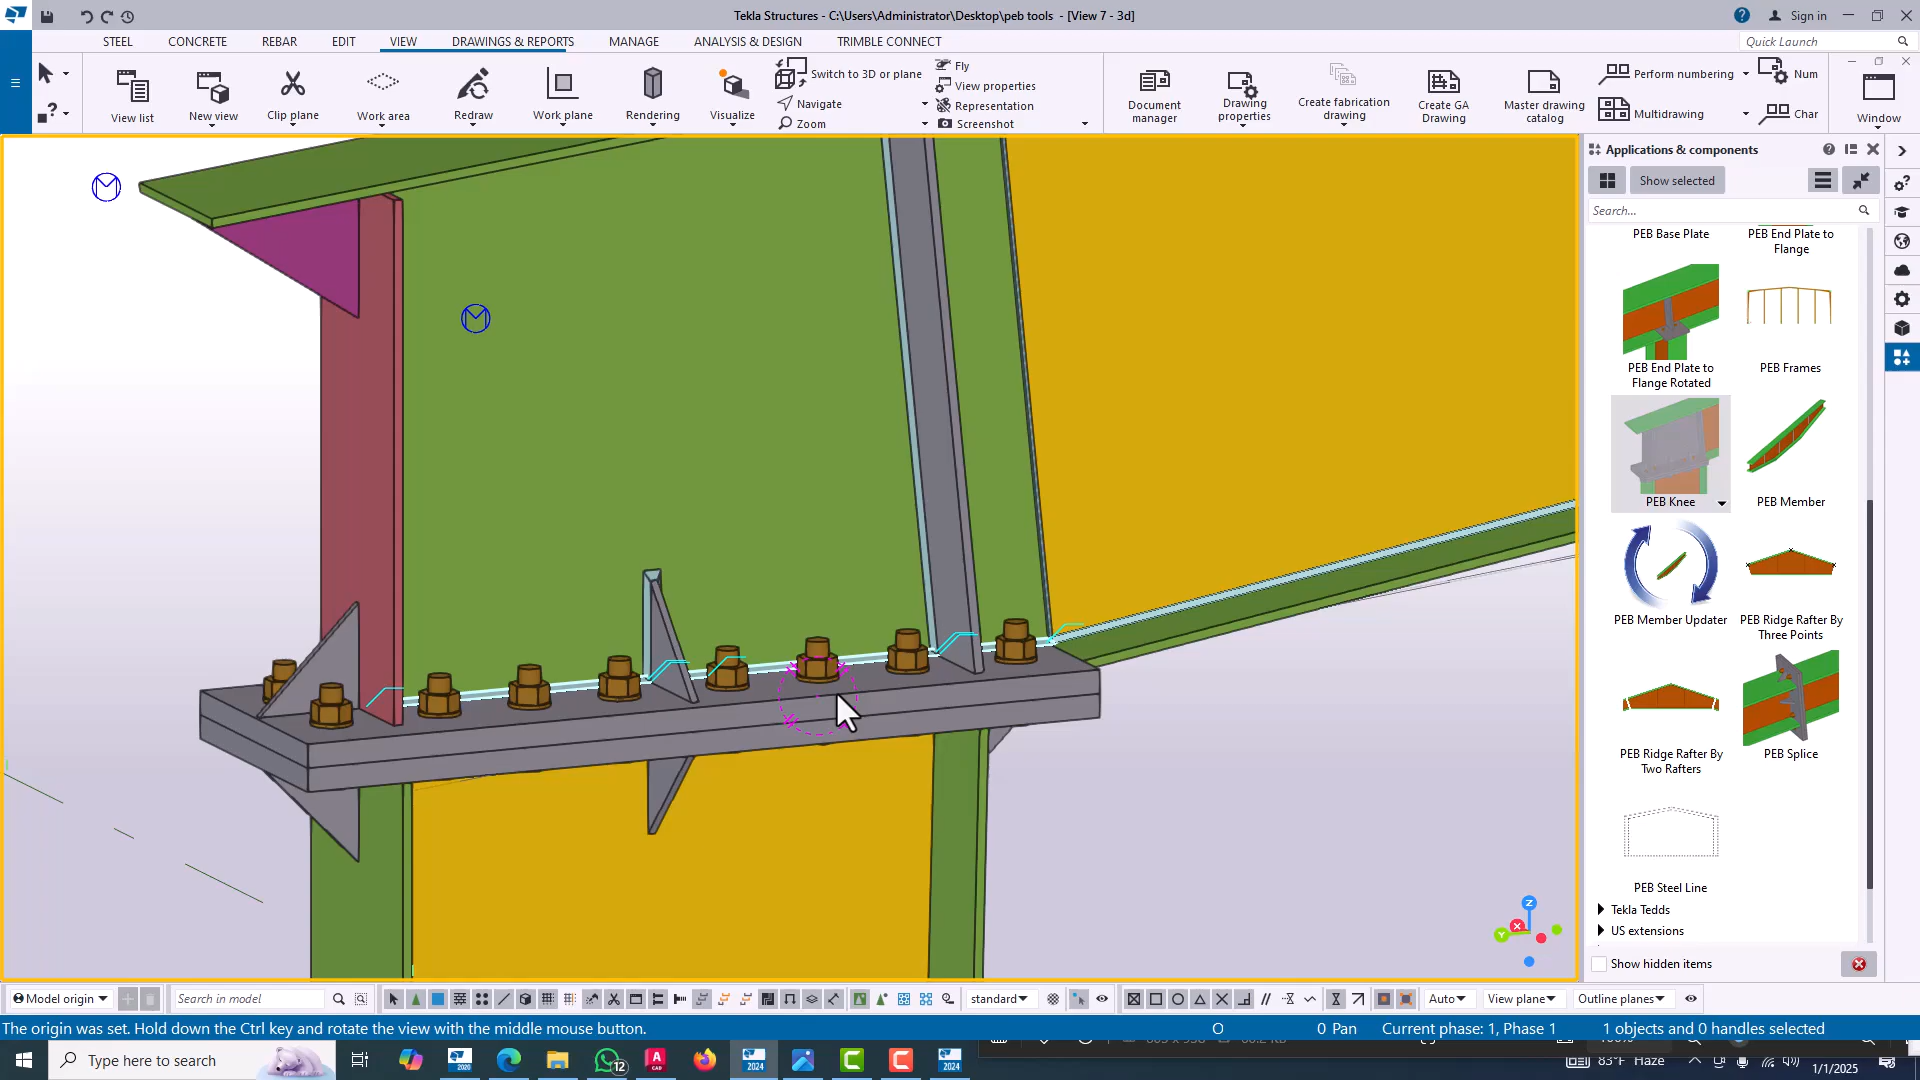 Tekla Structures - C:\Users\Administrator\Desktop\peb tools - [View 7 - 3d]
Sign in
STEEL CONCRETE REBAR EDIT VIEW DRAWINGS & REPORTS MANAGE ANALYSIS & DESIGN TRIMBLE CONNECT
Quick Launch
View list
New view
Clip plane
Work area
Redraw
Work plane
Rendering
Visualize
Switch to 3D or plane
Navigate
Zoom
Fly
View properties
Representation
Screenshot
Document manager
Drawing properties
Create fabrication drawing
Create GA Drawing
Master drawing catalog
Perform numbering
Multidrawing
Num
Char
Window
Applications & components
Show selected
Search...
PEB Base Plate
PEB End Plate to Flange
PEB End Plate to Flange Rotated
PEB Frames
PEB Knee
PEB Member
PEB Member Updater
PEB Ridge Rafter By Three Points
PEB Ridge Rafter By Two Rafters
PEB Splice
PEB Steel Line
Tekla Tedds
US extensions
Show hidden items
Z
X
Y
Model origin
Search in model
standard
Auto
View plane
Outline planes
The origin was set. Hold down the Ctrl key and rotate the view with the middle mouse button.
O
0 Pan
Current phase: 1, Phase 1
1 objects and 0 handles selected
Type here to search
2020
12
CAD
2024
2024
83°F Haze
1/1/2025